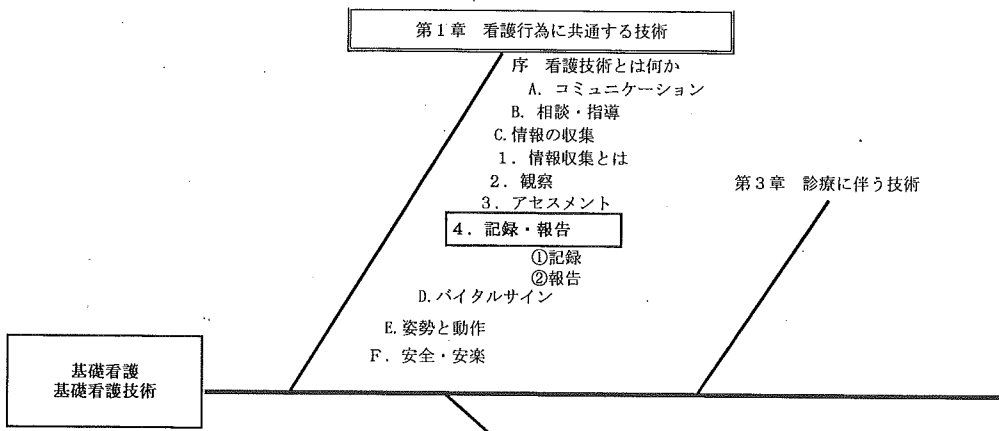 第1章　看護行為に共通する技術
序　看護技術とは何か
A. コミュニケーション
B. 相談・指導
C.情報の収集
1．情報収集とは
2．観察
3．アセスメント
4．記録・報告
①記録
②報告
D.バイタルサイン
E.姿勢と動作
F．安全・安楽
第3章　診療に伴う技術
基礎看護
基礎看護技術